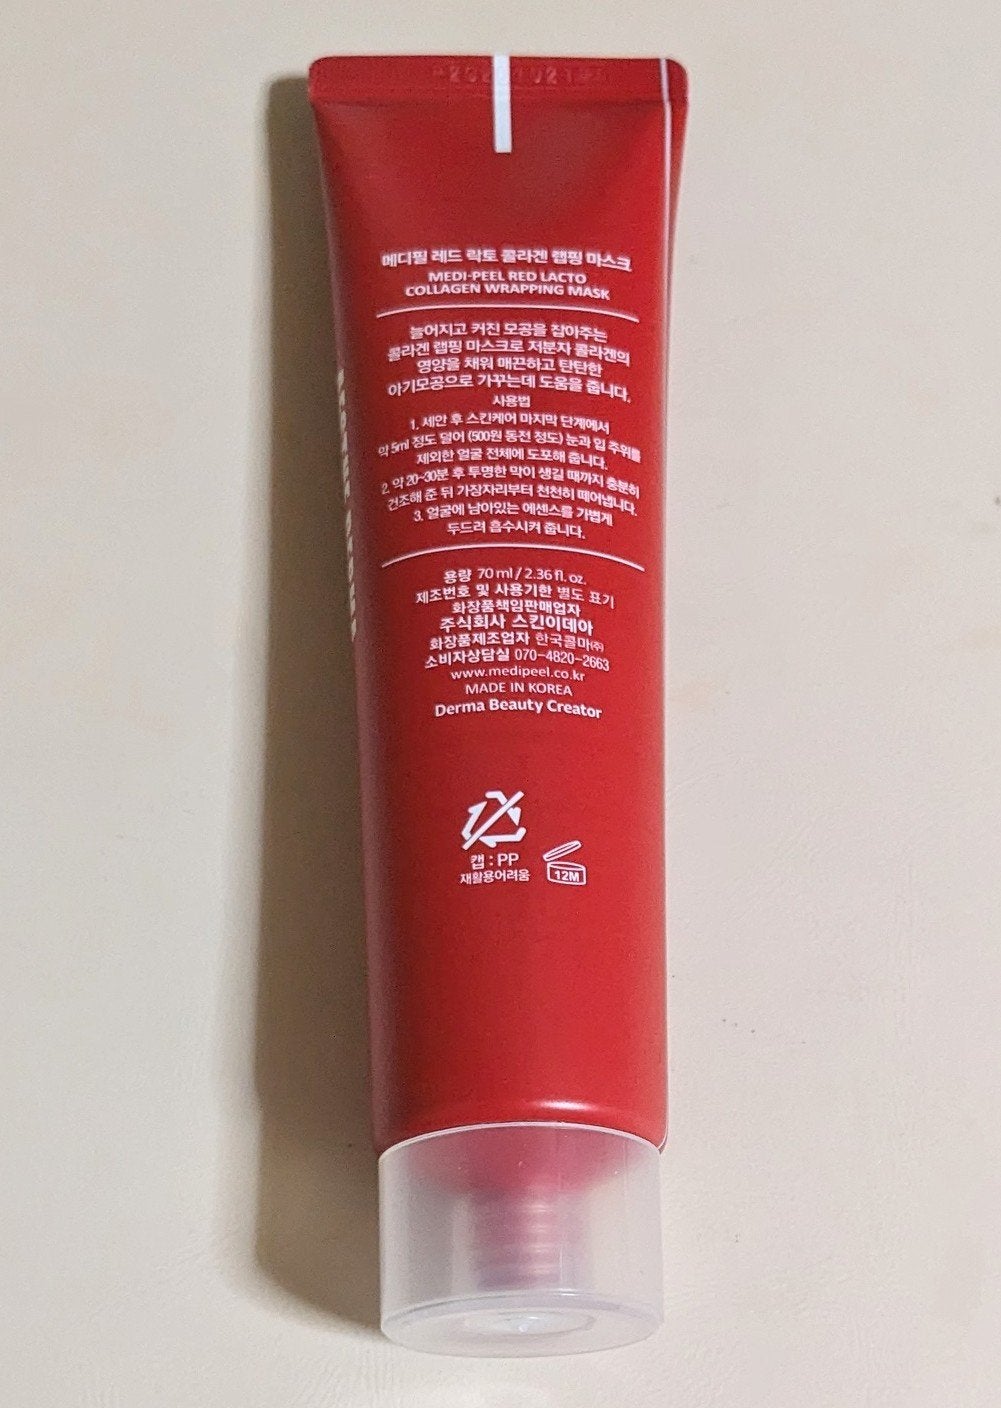 메디필 레드 락토 콜라겐 랩핑 마스크
MEDI-PEEL RED LACTO
COLLAGEN WRAPPING MASK
늘어지고 커진 모공을 잡아주는
콜라겐 랩핑 마스크로 저분자 콜라겐의
영양을 채워 매끈하고 탄탄한
아기모공으로 가꾸는데 도움을 줍니다.
사용법
1. 세안 후 스킨케어 마지막 단계에서
약 5ml 정도 덜어 (500원 동전 정도) 눈과 입 주위를
제외한 얼굴 전체에 도포해 줍니다.
2. 약 20~30분 후 투명한 막이 생길 때까지 충분히
건조해 준 뒤 가장자리부터 천천히 떼어냅니다.
3. 얼굴에 남아있는 에센스를 가볍게
두드려 흡수시켜 줍니다.
용량 70 ml / 2.36 fl. oz.
제조번호 및 사용기한 별도 표기
화장품책임판매업자
주식회사 스킨이데아
화장품제조업자 한국콜마㈜
소비자상담실 070-4820-2663
www.medipeel.co.kr
MADE IN KOREA
Derma Beauty Creator
캡 : PP
재활용어려움
12M